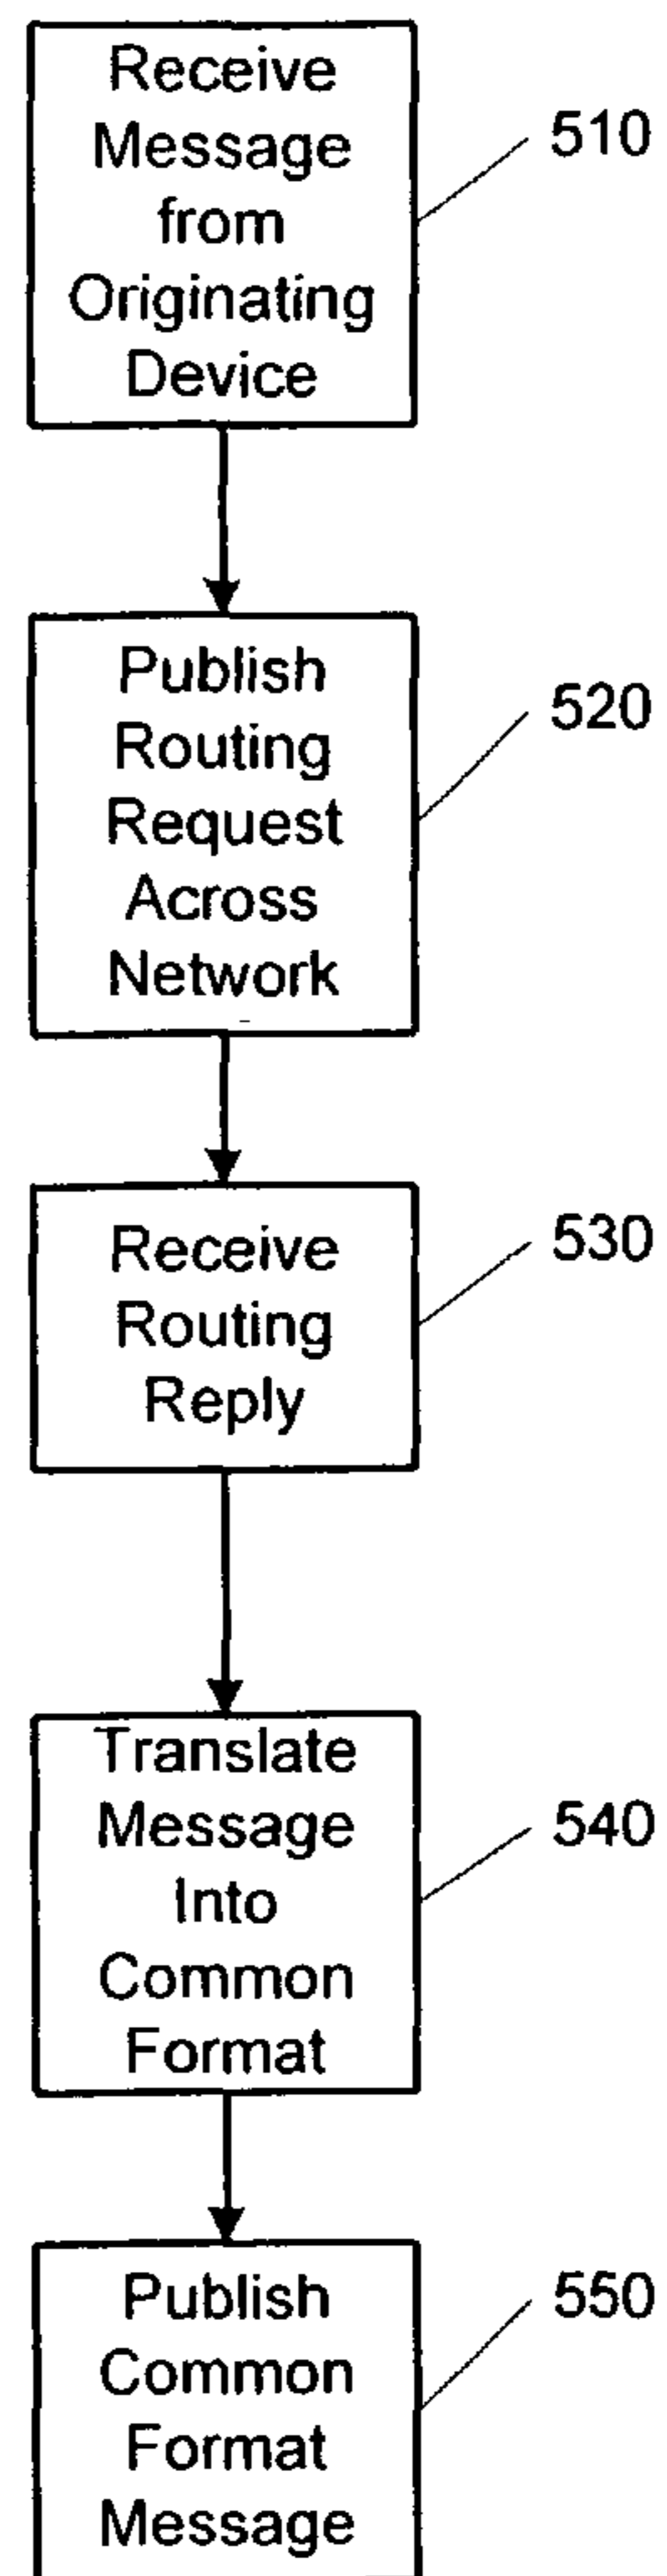 Receive
Message
from
Originating
Device
510
Publish
Routing
Request
Across
Network
520
Receive
Routing
Reply
530
Translate
Message
Into
Common
Format
540
Publish
Common
Format
Message
550